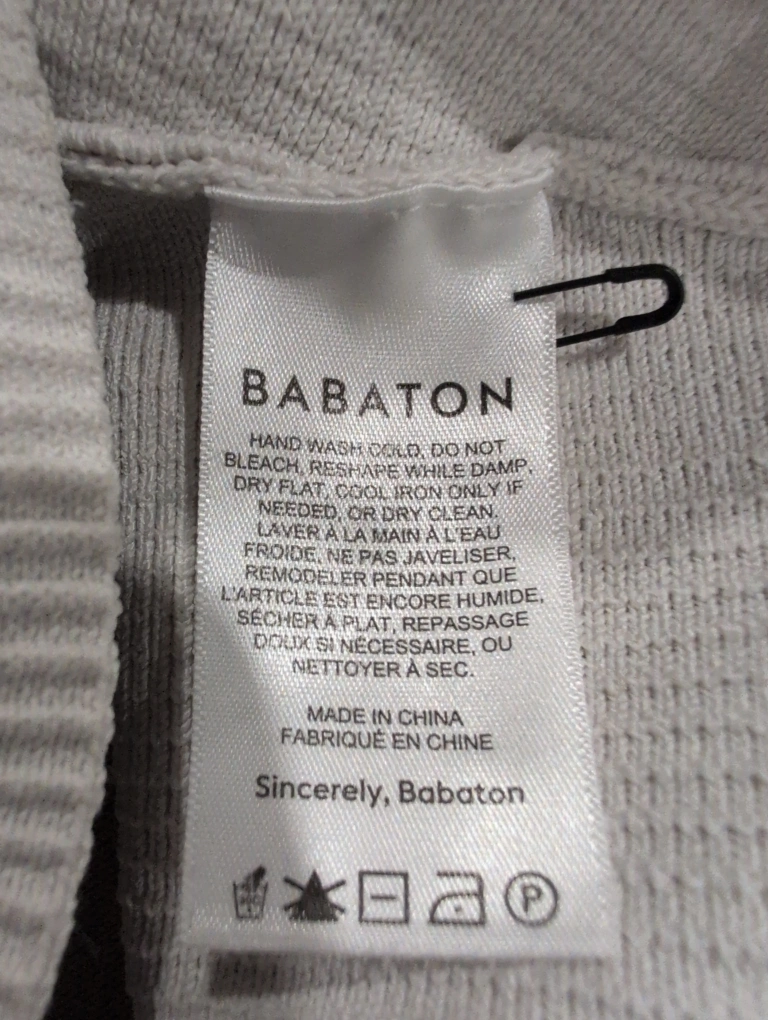 BABATON
HAND WASH COLD, DO NOT
BLEACH, RESHAPE WHILE DAMP,
DRY FLAT, COOL IRON ONLY IF
NEEDED, OR DRY CLEAN.
LAVER À LA MAIN À L'EAU
FROIDE, NE PAS JAVELISER,
REMODELER PENDANT QUE
L'ARTICLE EST ENCORE HUMIDE,
SÉCHER À PLAT, REPASSAGE
DOUX SI NÉCESSAIRE, OU
NETTOYER À SEC.
MADE IN CHINA
FABRIQUÉ EN CHINE
Sincerely, Babaton
P